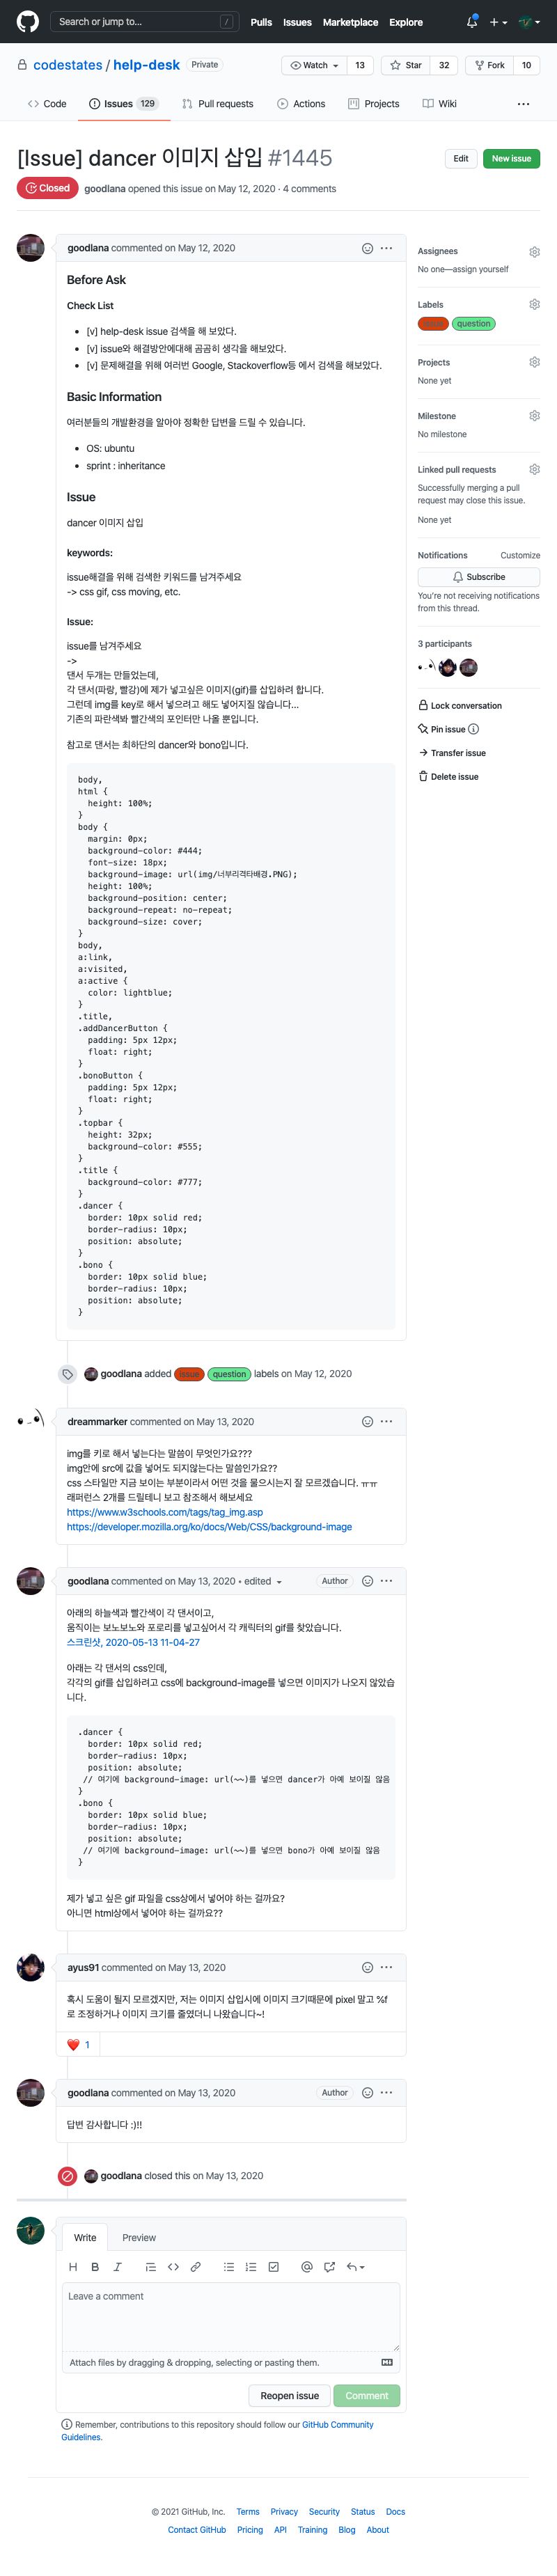 Search or jump to...
/
Pulls
Issues
Marketplace
Explore
codestates / help-desk
Private
Watch
13
Star
32
Fork
10
Code
Issues 129
Pull requests
Actions
Projects
Wiki
[Issue] dancer 이미지 삽입 #1445
Edit
New issue
Closed
goodlana opened this issue on May 12, 2020 · 4 comments
goodlana commented on May 12, 2020
Before Ask
Check List
[v] help-desk issue 검색을 해 보았다.
[v] issue와 해결방안에대해 곰곰히 생각을 해보았다.
[v] 문제해결을 위해 여러번 Google, Stackoverflow등 에서 검색을 해보았다.
Basic Information
여러분들의 개발환경을 알아야 정확한 답변을 드릴 수 있습니다.
OS: ubuntu
sprint : inheritance
Issue
dancer 이미지 삽입
keywords:
issue해결을 위해 검색한 키워드를 남겨주세요
-> css gif, css moving, etc.
Issue:
issue를 남겨주세요
->
댄서 두개는 만들었는데,
각 댄서(파랑, 빨강)에 제가 넣고싶은 이미지(gif)를 삽입하려 합니다.
그런데 img를 key로 해서 넣으려고 해도 넣어지질 않습니다...
기존의 파란색봐 빨간색의 포인터만 나올 뿐입니다.
참고로 댄서는 최하단의 dancer와 bono입니다.
body,
html {
height: 100%;
}
body {
margin: 0px;
background-color: #444;
font-size: 18px;
background-image: url(img/너부리격타배경.PNG);
height: 100%;
background-position: center;
background-repeat: no-repeat;
background-size: cover;
}
body,
a:link,
a:visited,
a:active {
color: lightblue;
}
.title,
.addDancerButton {
padding: 5px 12px;
float: right;
}
.bonoButton {
padding: 5px 12px;
float: right;
}
.topbar {
height: 32px;
background-color: #555;
}
.title {
background-color: #777;
}
.dancer {
border: 10px solid red;
border-radius: 10px;
position: absolute;
}
.bono {
border: 10px solid blue;
border-radius: 10px;
position: absolute;
}
goodlana added issue question labels on May 12, 2020
dreammarker commented on May 13, 2020
img를 키로 해서 넣는다는 말씀이 무엇인가요???
img안에 src에 값을 넣어도 되지않는다는 말씀인가요??
css 스타일만 지금 보이는 부분이라서 어떤 것을 물으시는지 잘 모르겠습니다. ㅠㅠ
래퍼런스 2개를 드릴테니 보고 참조해서 해보세요
https://www.w3schools.com/tags/tag_img.asp
https://developer.mozilla.org/ko/docs/Web/CSS/background-image
goodlana commented on May 13, 2020 • edited
Author
아래의 하늘색과 빨간색이 각 댄서이고,
움직이는 보노보노와 포로리를 넣고싶어서 각 캐릭터의 gif를 찾았습니다.
스크린샷, 2020-05-13 11-04-27
아래는 각 댄서의 css인데,
각각의 gif를 삽입하려고 css에 background-image를 넣으면 이미지가 나오지 않았습
니다.
.dancer {
border: 10px solid red;
border-radius: 10px;
position: absolute;
// 여기에 background-image: url(~~)를 넣으면 dancer가 아예 보이질 않음
}
.bono {
border: 10px solid blue;
border-radius: 10px;
position: absolute;
// 여기에 background-image: url(~~)를 넣으면 bono가 아예 보이질 않음
}
제가 넣고 싶은 gif 파일을 css상에서 넣어야 하는 걸까요?
아니면 html상에서 넣어야 하는 걸까요??
ayus91 commented on May 13, 2020
혹시 도움이 될지 모르겠지만, 저는 이미지 삽입시에 이미지 크기때문에 pixel 말고 %f
로 조정하거나 이미지 크기를 줄였더니 나왔습니다~!
1
goodlana commented on May 13, 2020
Author
답변 감사합니다 :)!!
goodlana closed this on May 13, 2020
Write
Preview
Leave a comment
Attach files by dragging & dropping, selecting or pasting them.
Reopen issue
Comment
Remember, contributions to this repository should follow our GitHub Community
Guidelines.
Assignees
No one—assign yourself
Labels
issue
question
Projects
None yet
Milestone
No milestone
Linked pull requests
Successfully merging a pull
request may close this issue.
None yet
Notifications
Customize
Subscribe
You're not receiving notifications
from this thread.
3 participants
Lock conversation
Pin issue
Transfer issue
Delete issue
© 2021 GitHub, Inc.
Terms
Privacy
Security
Status
Docs
Contact GitHub
Pricing
API
Training
Blog
About